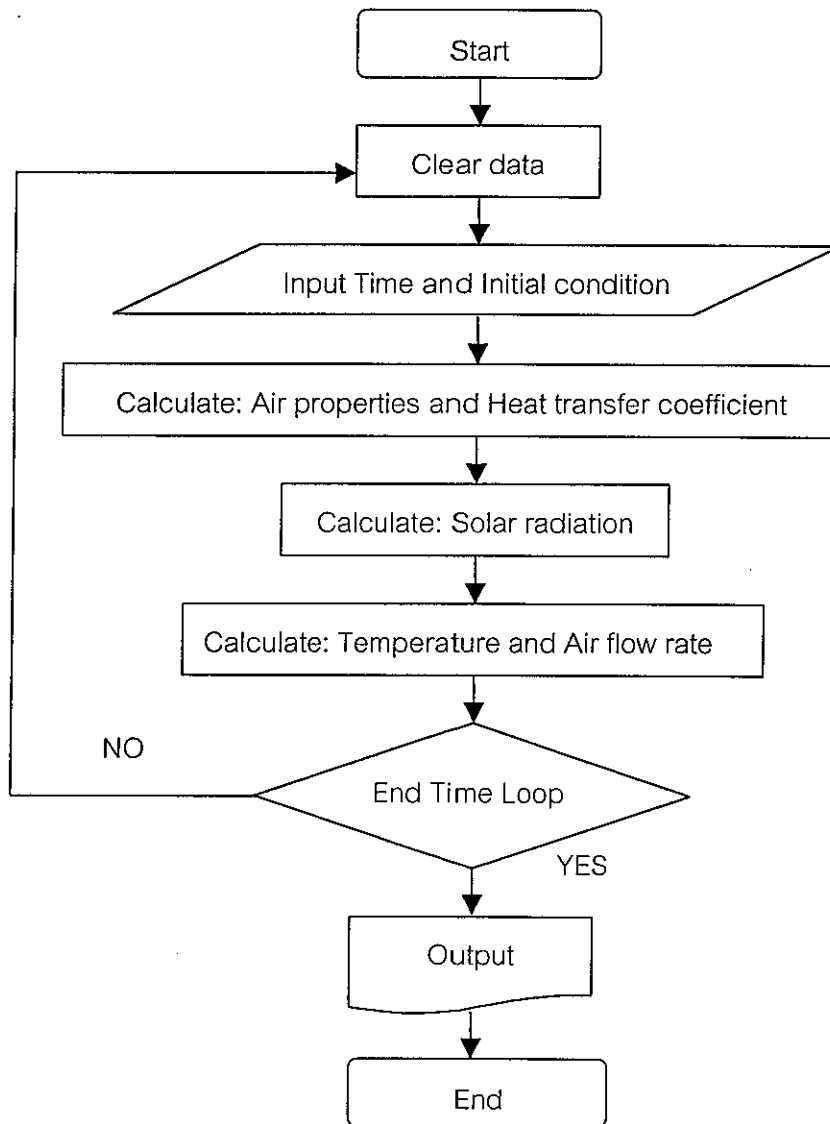 Start
Clear data
Input Time and Initial condition
Calculate: Air properties and Heat transfer coefficient
Calculate: Solar radiation
Calculate: Temperature and Air flow rate
NO
End Time Loop
YES
Output
End